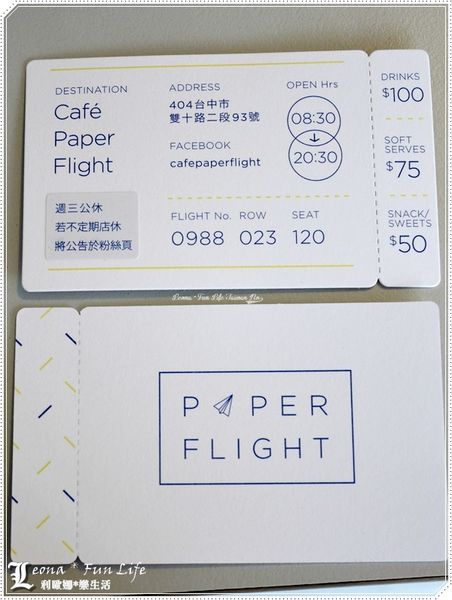 DESTINATION
Café
Paper
Flight
週三公休
若不定期店休
將公告於粉絲頁
ADDRESS
404台中市
雙十路二段93號
FACEBOOK
cafepaperflight
OPEN Hrs
08:30
20:30
FLIGHT No. ROW SEAT
0988 023 120
DRINKS
$100
SOFT
SERVES
$75
SNACK/
SWEETS
$50
PAPER
FLIGHT
Leona * Fun Life
利歐娜*樂生活